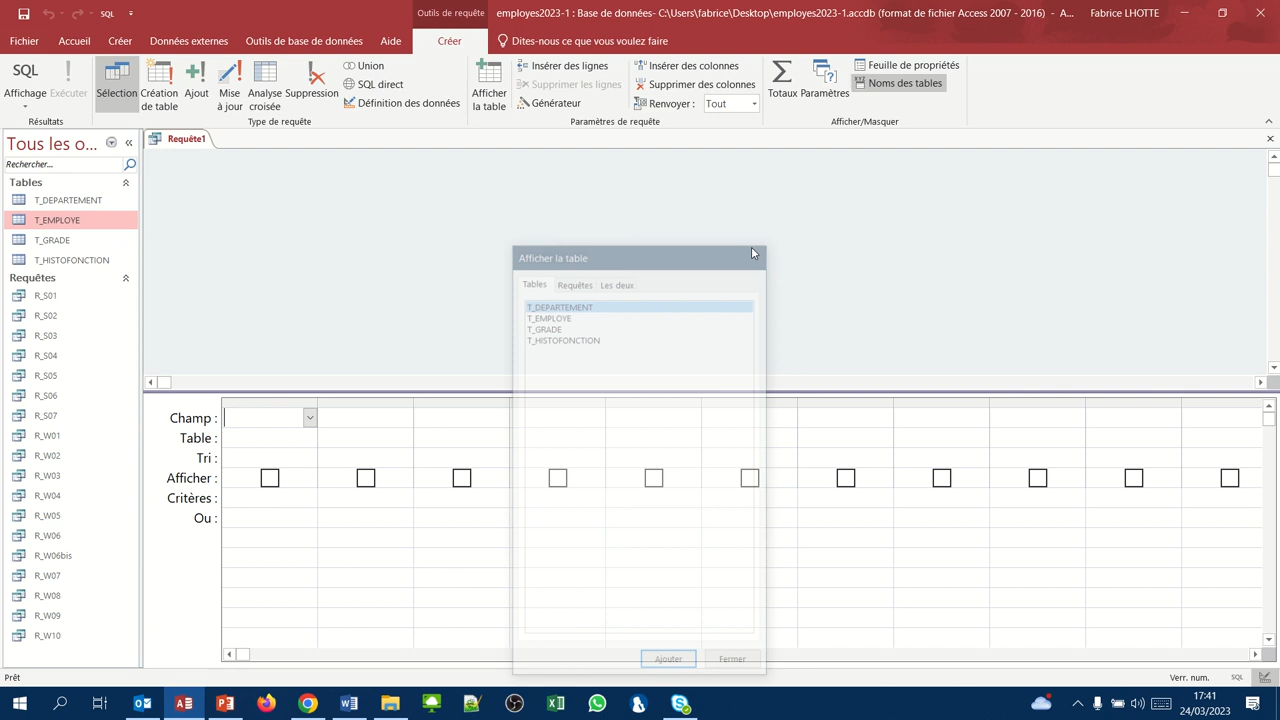 SQL
Outils de requête
employes2023-1 : Base de données- C:\Users\fabrice\Desktop\employes2023-1.accdb (format de fichier Access 2007 - 2016) - A...
Fabrice LHOTTE
Fichier
Accueil
Créer
Données externes
Outils de base de données
Aide
Créer
Dites-nous ce que vous voulez faire
SQL
Affichage
Exécuter
Résultats
Sélection
Création
de table
Ajout
Mise
à jour
Analyse
croisée
Suppression
Union
SQL direct
Définition des données
Type de requête
Afficher
la table
Insérer des lignes
Supprimer les lignes
Générateur
Insérer des colonnes
Supprimer des colonnes
Renvoyer :
Tout
Paramètres de requête
Totaux
Paramètres
Feuille de propriétés
Noms des tables
Afficher/Masquer
Tous les o...
Rechercher...
Tables
T_DEPARTEMENT
T_EMPLOYE
T_GRADE
T_HISTOFONCTION
Requêtes
R_S01
R_S02
R_S03
R_S04
R_S05
R_S06
R_S07
R_W01
R_W02
R_W03
R_W04
R_W05
R_W06
R_W06bis
R_W07
R_W08
R_W09
R_W10
Requête1
Afficher la table
Tables
Requêtes
Les deux
T_DEPARTEMENT
T_EMPLOYE
T_GRADE
T_HISTOFONCTION
Ajouter
Fermer
Champ :
Table :
Tri :
Afficher :
Critères :
Ou :
Prêt
Verr. num.
SQL
17:41
24/03/2023